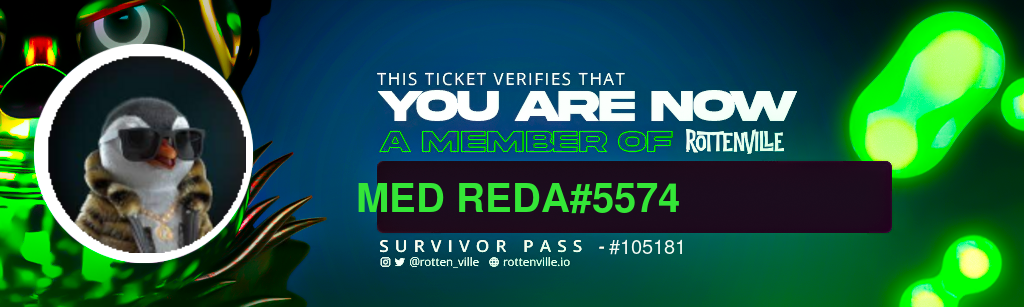 THIS TICKET VERIFIES THAT
YOU ARE NOW
A MEMBER OF ROTTENVILLE
MED REDA#5574
SURVIVOR PASS - #105181
@rotten_ville rottenville.io